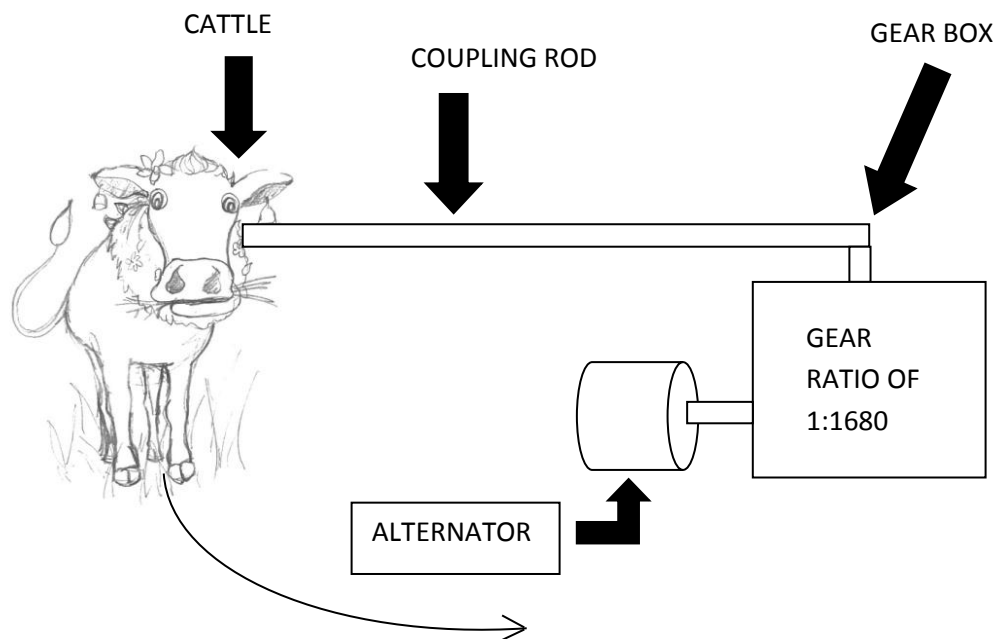 CATTLE
COUPLING ROD
GEAR BOX
GEAR
RATIO OF
1:1680
ALTERNATOR